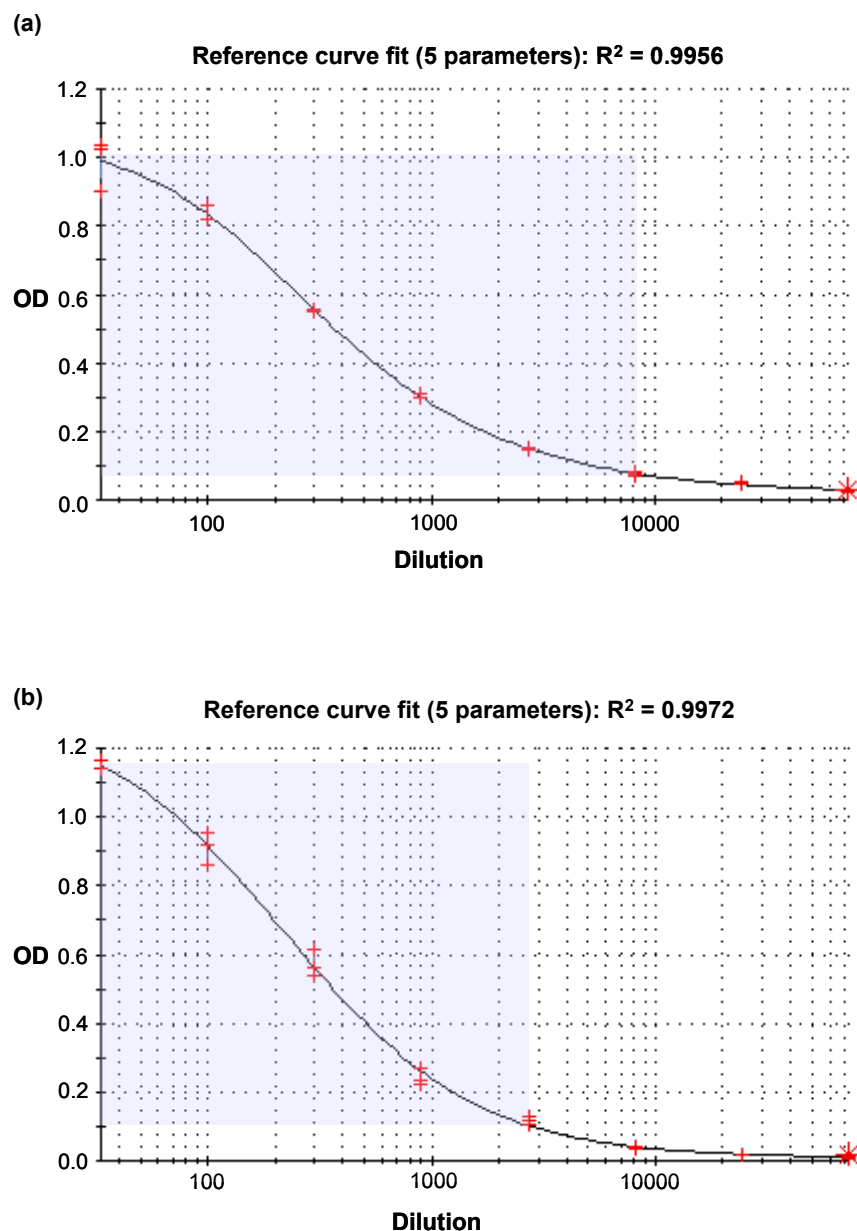 (a)
Reference curve fit (5 parameters): R² = 0.9956
1.2
1.0
0.8
0.6
0.4
0.2
0.0
OD
100
1000
10000
Dilution
(b)
Reference curve fit (5 parameters): R² = 0.9972
1.2
1.0
0.8
0.6
0.4
0.2
0.0
OD
100
1000
10000
Dilution